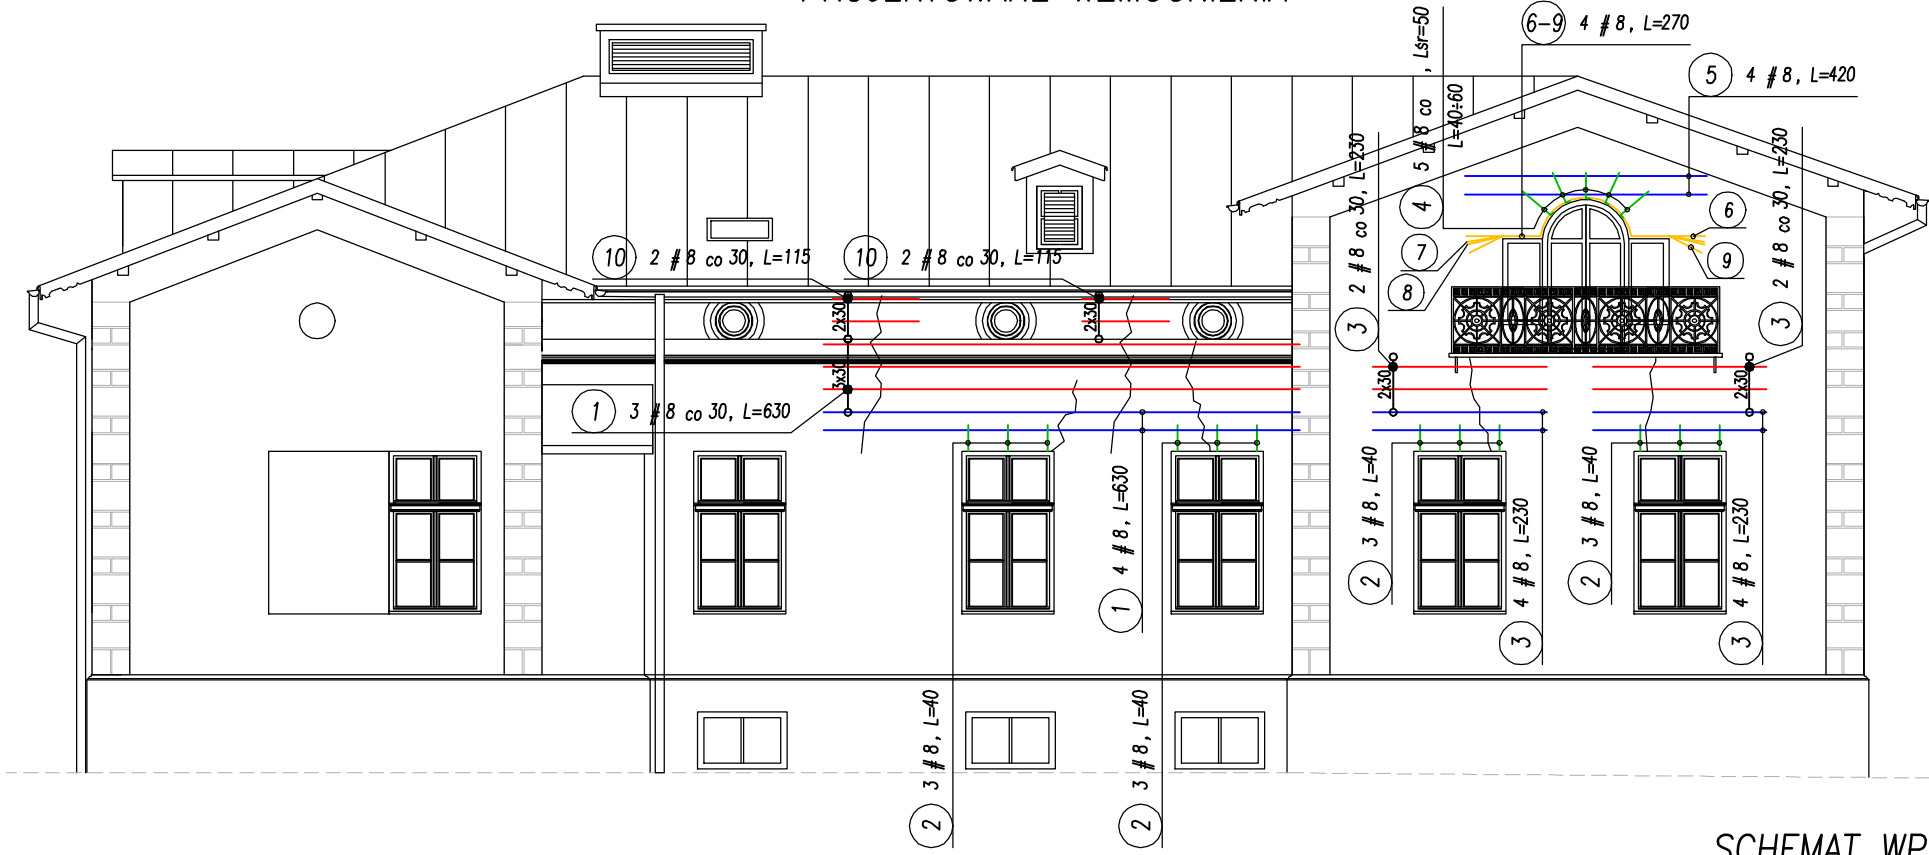 6-9 4 #8, L=270
5 4 #8, L=420
4 5 #8 co , Lśr=50
L=40÷60
3 2 #8 co 30, L=230
3 2 #8 co 30, L=230
6
7
8
9
10 2 #8 co 30, L=115
10 2 #8 co 30, L=115
2x30
2x30
3x30
2x30
2x30
1 3 #8 co 30, L=630
1 4 #8, L=630
2 3 #8, L=40
3 4 #8, L=230
2 3 #8, L=40
3 4 #8, L=230
2 3 #8, L=40
2 3 #8, L=40
SCHEMAT WP